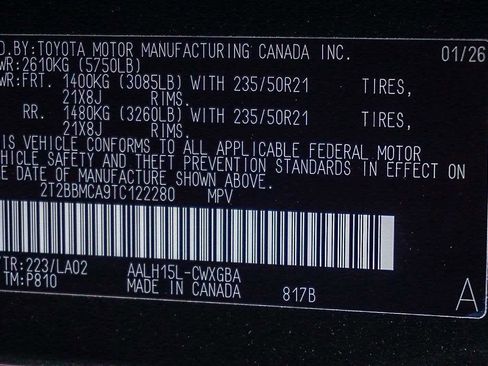 D.BY:TOYOTA MOTOR MANUFACTURING CANADA INC. 01/26
WR: 2610KG (5750LB)
WR:FRT. 1400KG (3085LB) WITH 235/50R21 TIRES,
21X8J RIMS.
RR. 1480KG (3260LB) WITH 235/50R21 TIRES,
21X8J RIMS.
IS VEHICLE CONFORMS TO ALL APPLICABLE FEDERAL MOTOR
HICLE SAFETY AND THEFT PREVENTION STANDARDS IN EFFECT ON
E DATE OF MANUFACTURE SHOWN ABOVE.
2T2BBMCA9TC122280 MPV
/TR:223/LA02 AALH15L-CWXGBA
TM:P810 MADE IN CANADA 817B A